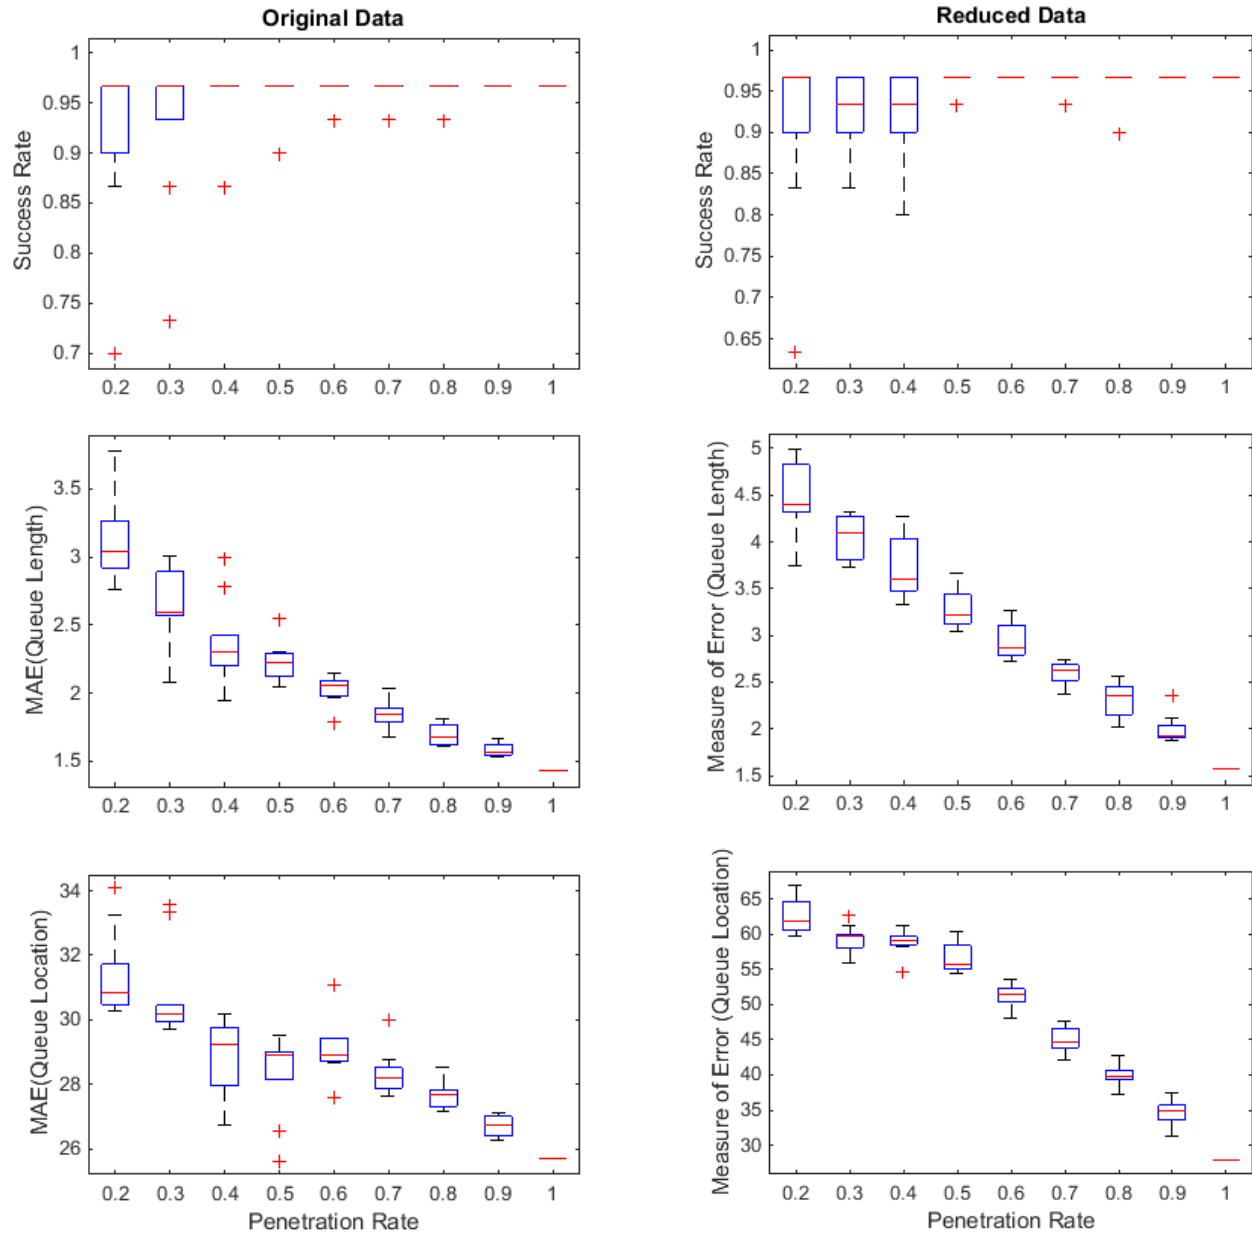 Original Data
1
0.95
0.9
0.85
0.8
0.75
0.7
Success Rate
0.2 0.3 0.4 0.5 0.6 0.7 0.8 0.9 1
Reduced Data
1
0.95
0.9
0.85
0.8
0.75
0.7
0.65
Success Rate
0.2 0.3 0.4 0.5 0.6 0.7 0.8 0.9 1
3.5
3
2.5
2
1.5
MAE(Queue Length)
0.2 0.3 0.4 0.5 0.6 0.7 0.8 0.9 1
5
4.5
4
3.5
3
2.5
2
1.5
Measure of Error (Queue Length)
0.2 0.3 0.4 0.5 0.6 0.7 0.8 0.9 1
34
32
30
28
26
MAE(Queue Location)
0.2 0.3 0.4 0.5 0.6 0.7 0.8 0.9 1
Penetration Rate
65
60
55
50
45
40
35
30
Measure of Error (Queue Location)
0.2 0.3 0.4 0.5 0.6 0.7 0.8 0.9 1
Penetration Rate